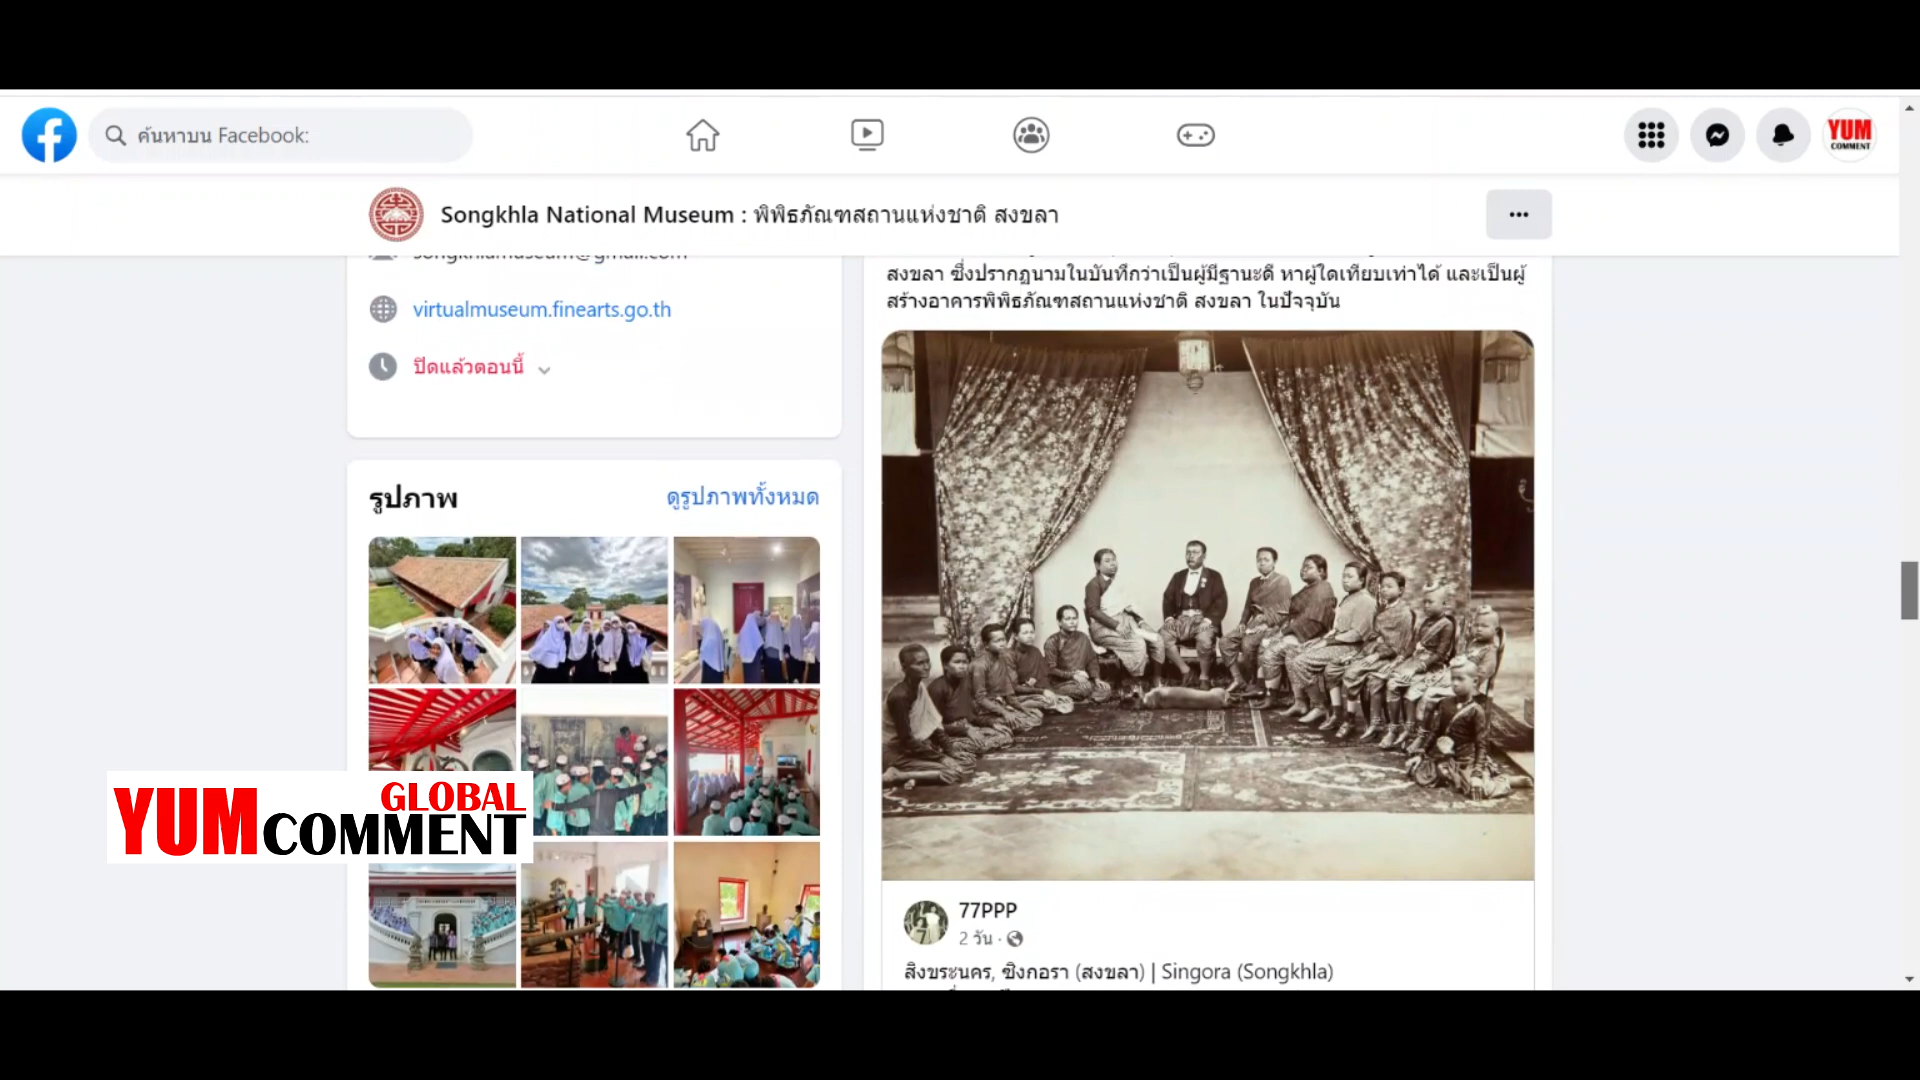 ค้นหาบน Facebook:
YUM
COMMENT
Songkhla National Museum : พิพิธภัณฑสถานแห่งชาติ สงขลา
songkhlamuseum@gmail.com
virtualmuseum.finearts.go.th
ปิดแล้วตอนนี้
รูปภาพ
ดูรูปภาพทั้งหมด
สงขลา ซึ่งปรากฏนามในบันทึกว่าเป็นผู้มีฐานะดี หาผู้ใดเทียบเท่าได้ และเป็นผู้
สร้างอาคารพิพิธภัณฑสถานแห่งชาติ สงขลา ในปัจจุบัน
77PPP
2 วัน ·
สิงขระนคร, ซิงกอรา (สงขลา) | Singora (Songkhla)
GLOBAL
YUMCOMMENT